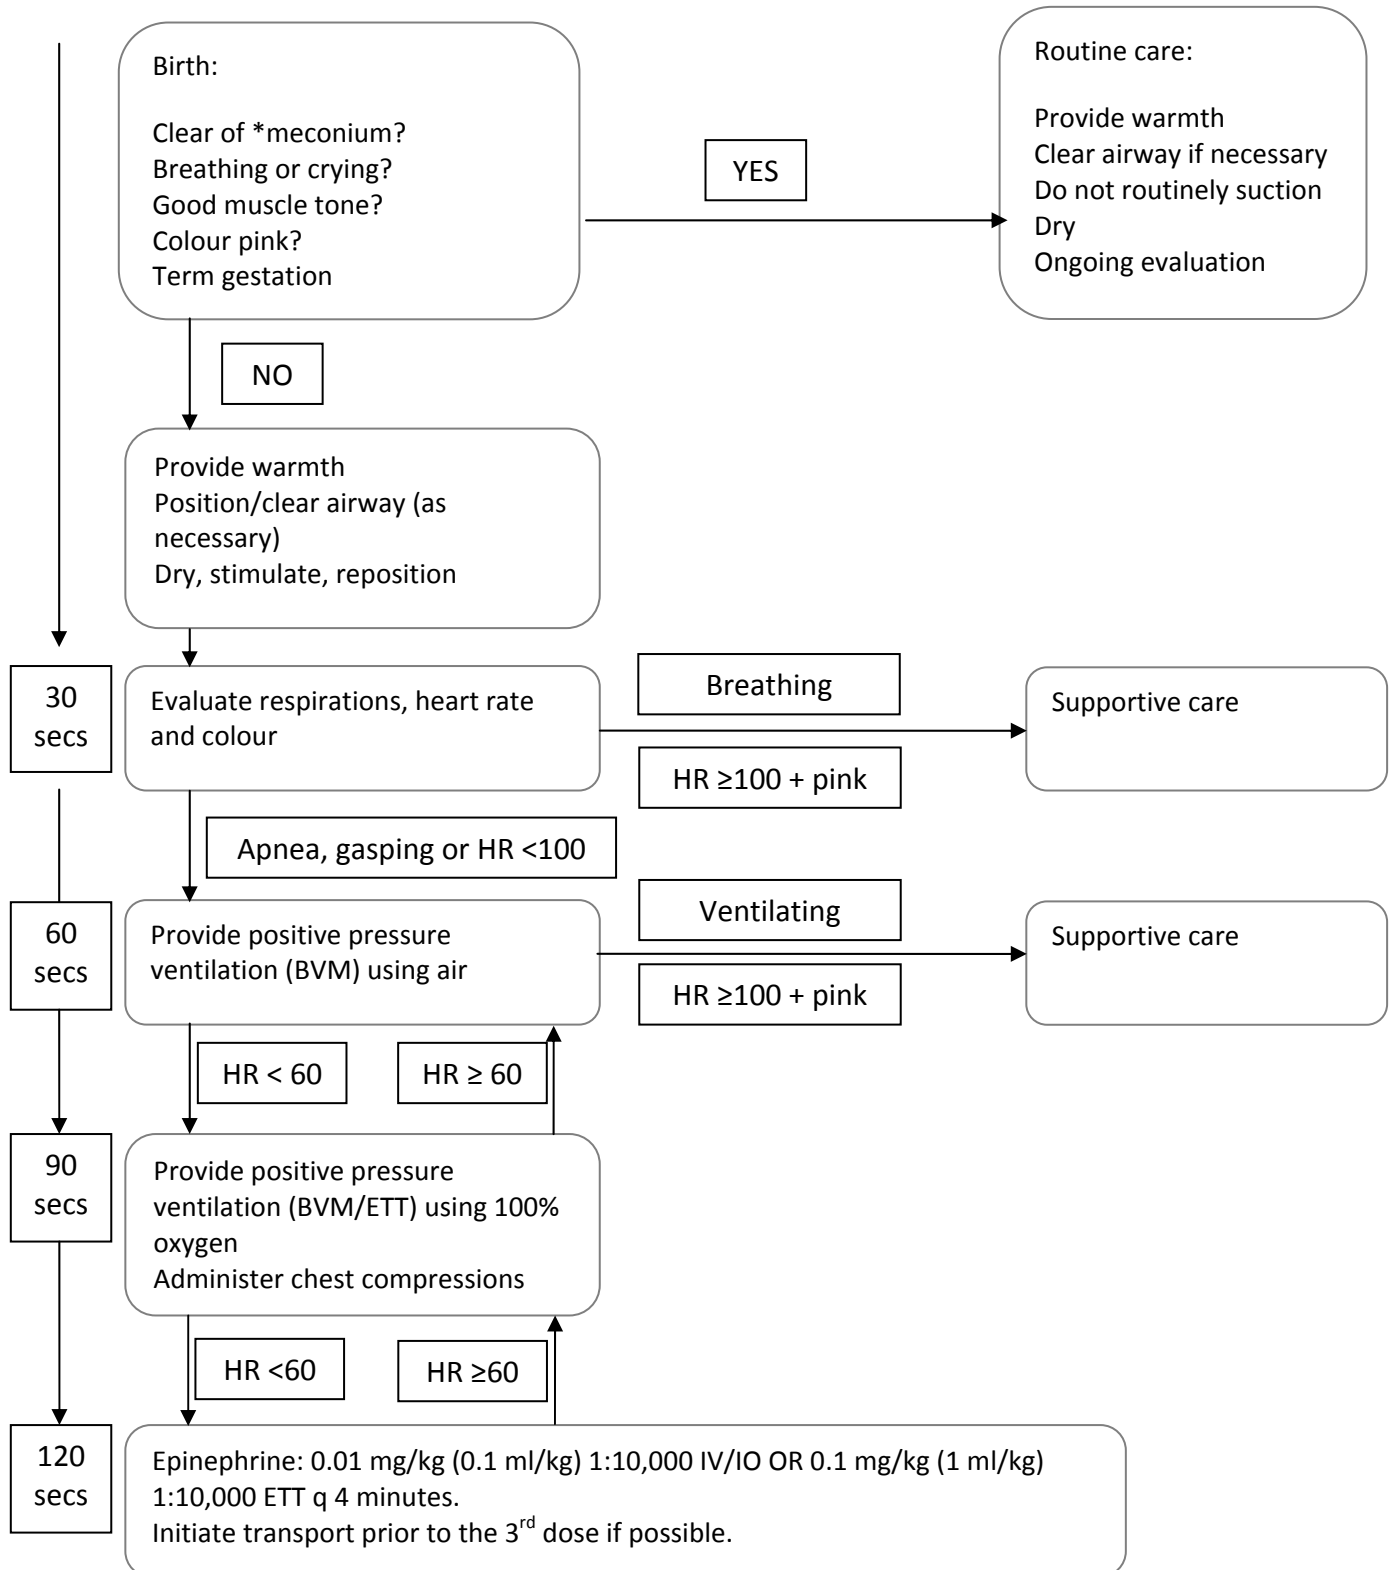 Birth:
Clear of *meconium?
Breathing or crying?
Good muscle tone?
Colour pink?
Term gestation
YES
Routine care:
Provide warmth
Clear airway if necessary
Do not routinely suction
Dry
Ongoing evaluation
NO
Provide warmth
Position/clear airway (as
necessary)
Dry, stimulate, reposition
30
secs
Evaluate respirations, heart rate
and colour
Breathing
HR ≥100 + pink
Supportive care
Apnea, gasping or HR <100
60
secs
Provide positive pressure
ventilation (BVM) using air
Ventilating
HR ≥100 + pink
Supportive care
HR < 60
HR ≥ 60
90
secs
Provide positive pressure
ventilation (BVM/ETT) using 100%
oxygen
Administer chest compressions
HR <60
HR ≥60
120
secs
Epinephrine: 0.01 mg/kg (0.1 ml/kg) 1:10,000 IV/IO OR 0.1 mg/kg (1 ml/kg)
1:10,000 ETT q 4 minutes.
Initiate transport prior to the 3rd dose if possible.